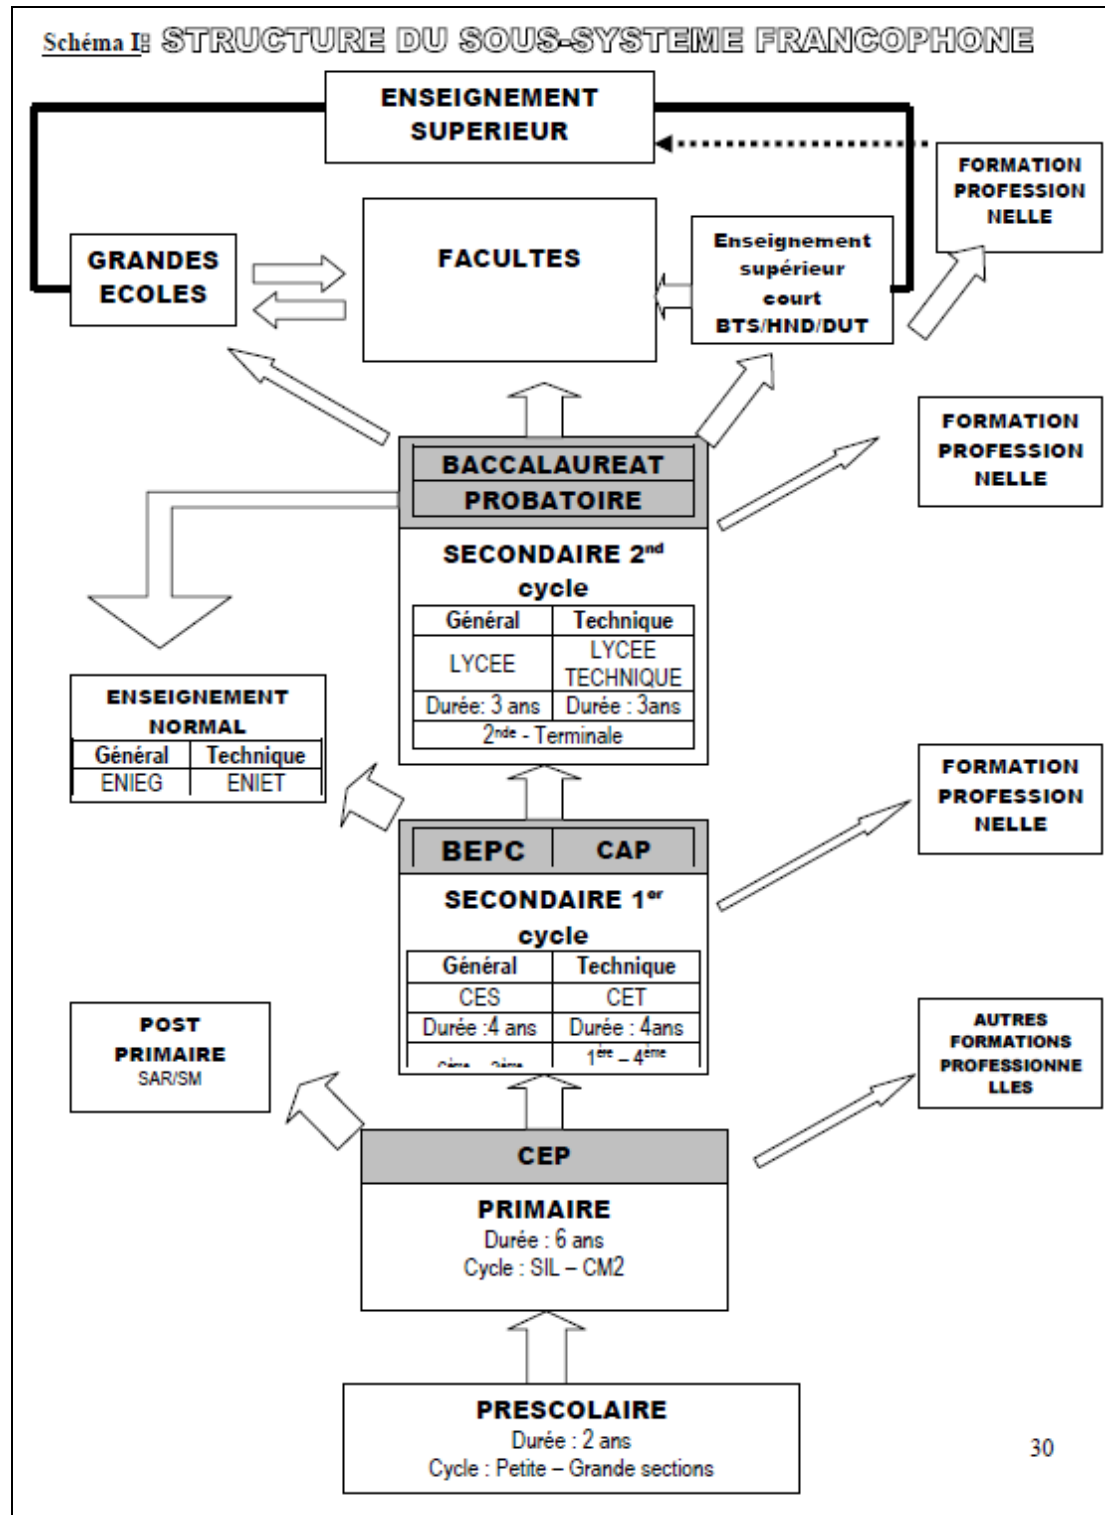 Schéma I: STRUCTURE DU SOUS-SYSTEME FRANCOPHONE
ENSEIGNEMENT
SUPERIEUR
FORMATION
PROFESSION
NELLE
GRANDES
ECOLES
FACULTES
Enseignement
supérieur
court
BTS/HND/DUT
FORMATION
PROFESSION
NELLE
BACCALAUREAT
PROBATOIRE
SECONDAIRE 2nd
cycle
Général Technique
LYCEE LYCEE
TECHNIQUE
Durée: 3 ans Durée : 3ans
2nde - Terminale
ENSEIGNEMENT
NORMAL
Général Technique
ENIEG ENIET
FORMATION
PROFESSION
NELLE
BEPC CAP
SECONDAIRE 1er
cycle
Général Technique
CES CET
Durée :4 ans Durée : 4ans
1ère – 4ème
POST
PRIMAIRE
SAR/SM
AUTRES
FORMATIONS
PROFESSIONNE
LLES
CEP
PRIMAIRE
Durée : 6 ans
Cycle : SIL – CM2
PRESCOLAIRE
Durée : 2 ans
Cycle : Petite – Grande sections
30